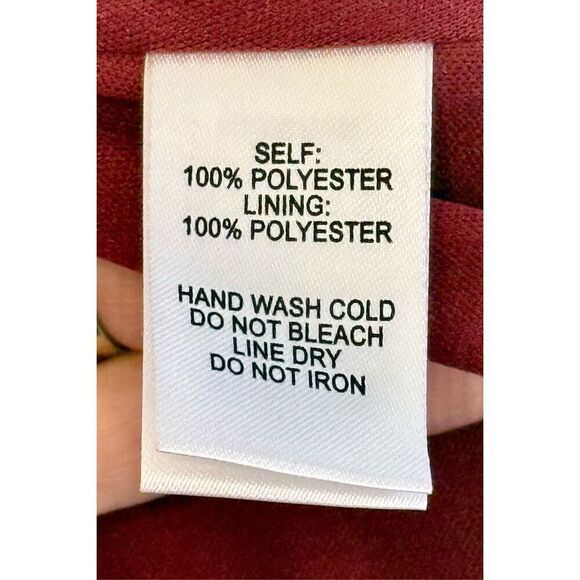 SELF:
100% POLYESTER
LINING:
100% POLYESTER
HAND WASH COLD
DO NOT BLEACH
LINE DRY
DO NOT IRON